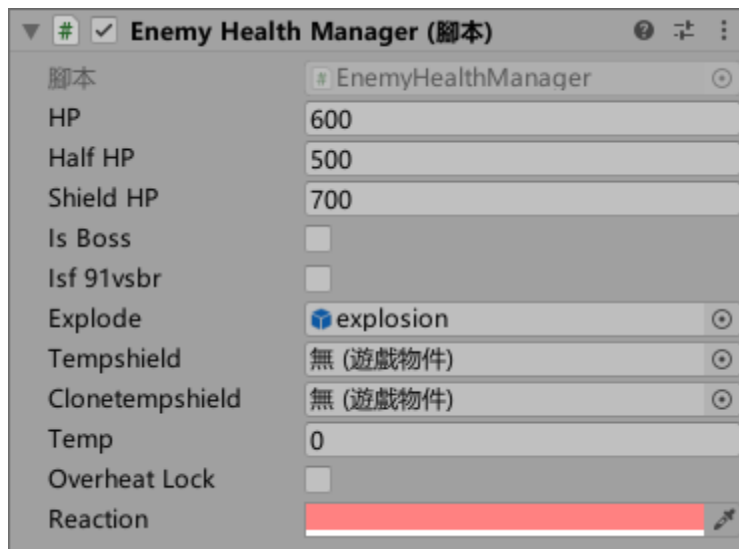 Enemy Health Manager (腳本)
腳本 EnemyHealthManager
HP 600
Half HP 500
Shield HP 700
Is Boss
Isf 91vsbr
Explode explosion
Tempshield 無 (遊戲物件)
Clonetempshield 無 (遊戲物件)
Temp 0
Overheat Lock
Reaction